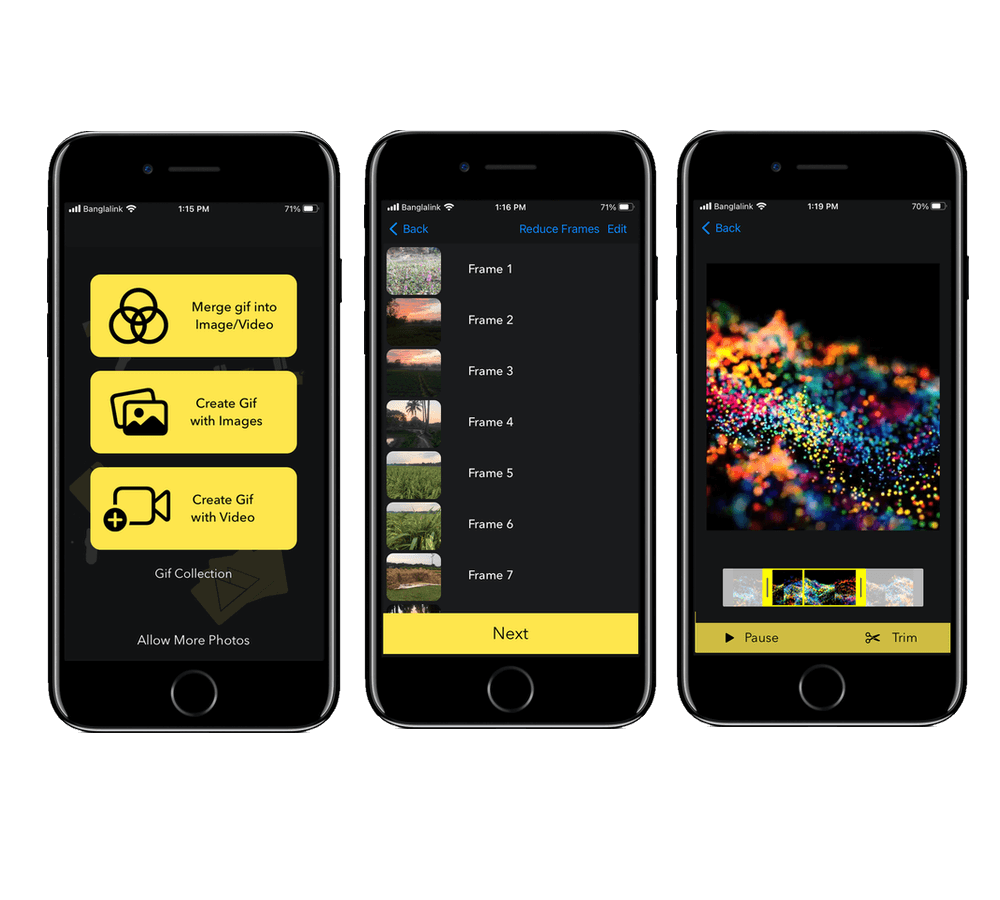 Banglalink 1:15 PM 71%
Merge gif into
Image/Video
Create Gif
with Images
Create Gif
with Video
Gif Collection
Allow More Photos
Banglalink 1:16 PM 71%
Back Reduce Frames Edit
Frame 1
Frame 2
Frame 3
Frame 4
Frame 5
Frame 6
Frame 7
Next
Banglalink 1:19 PM 70%
Back
Pause Trim